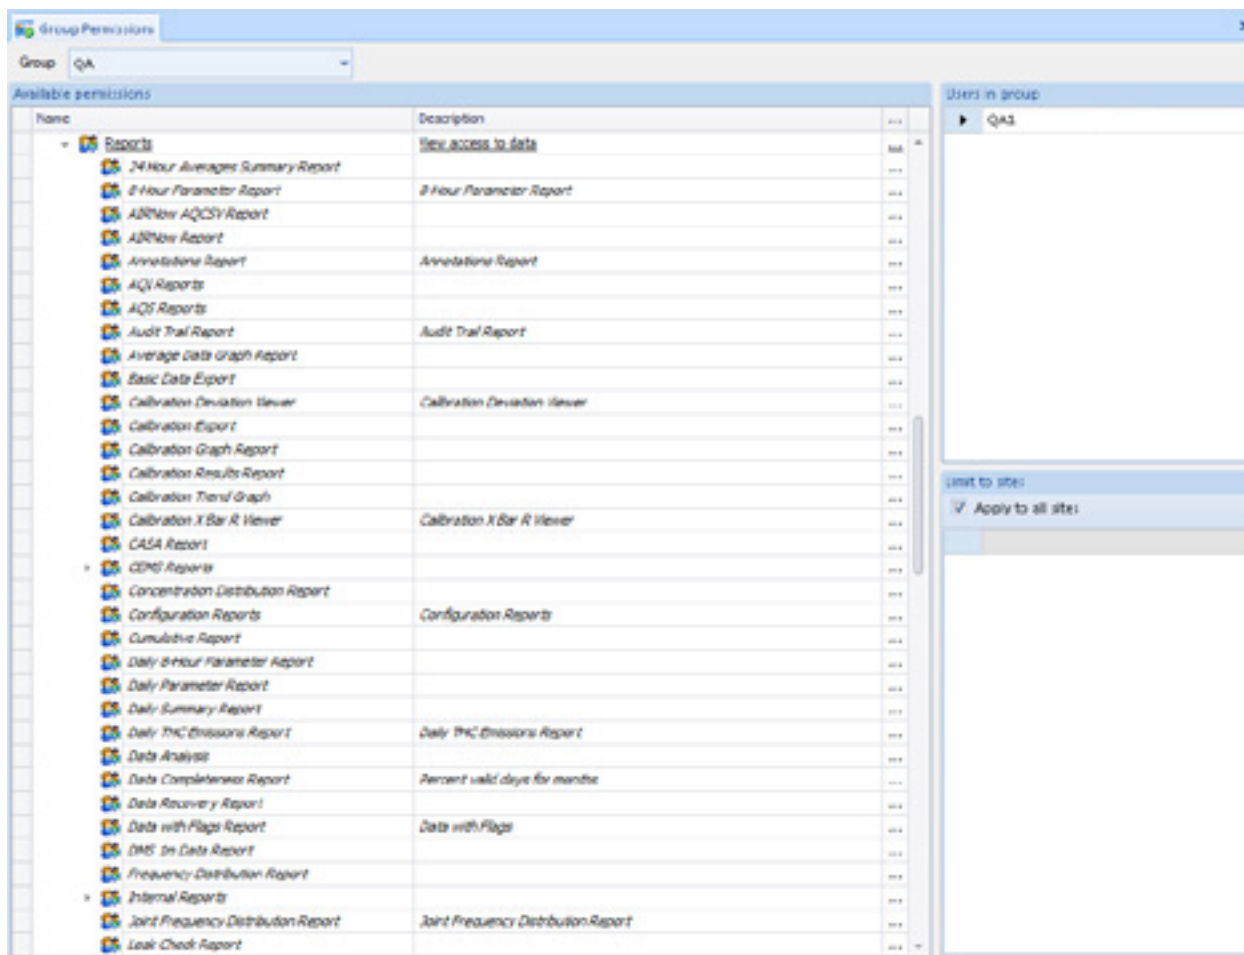 Group Permissions
Group QA
Available permissions
Name Description ...
Reports View access to data ...
24 Hour Averages Summary Report ...
8-Hour Parameter Report 8-Hour Parameter Report ...
AIRNow AQCSV Report ...
AIRNow Report ...
Annotations Report Annotations Report ...
AQI Reports ...
AQS Reports ...
Audit Trail Report Audit Trail Report ...
Average Data Graph Report ...
Basic Data Export ...
Calibration Deviation Viewer Calibration Deviation Viewer ...
Calibration Export ...
Calibration Graph Report ...
Calibration Results Report ...
Calibration Trend Graph ...
Calibration X Bar R Viewer Calibration X Bar R Viewer ...
CASA Report ...
CEMS Reports ...
Concentration Distribution Report ...
Configuration Reports Configuration Reports ...
Cumulative Report ...
Daily 8-Hour Parameter Report ...
Daily Parameter Report ...
Daily Summary Report ...
Daily TMC Emissions Report Daily TMC Emissions Report ...
Data Analysis ...
Data Completeness Report Percent valid days for months ...
Data Recovery Report ...
Data with Flags Report Data with Flags ...
DMS 1m Data Report ...
Frequency Distribution Report ...
Internal Reports ...
Joint Frequency Distribution Report Joint Frequency Distribution Report ...
Leak Check Report ...
Users in group
QA1
Limit to sites
Apply to all sites